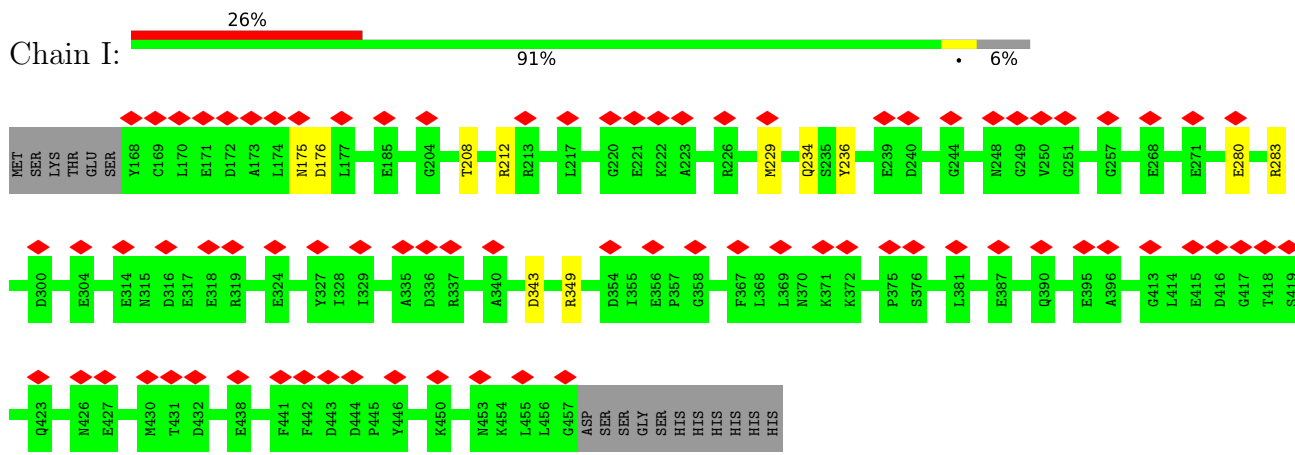 26%
Chain I:
91%
•
6%
MET SER LYS THR GLU SER Y168 C169 L170 E171 D172 A173 L174 N175 D176 L177 E185 G204 T208 R212 R213 L217 G220 E221 K222 A223 R226 M229 Q234 S235 Y236 E239 D240 G244 N248 G249 V250 G251 G257 E268 E271 E280 R283
D300 E304 E314 N315 D316 E317 E318 R319 E324 Y327 I328 I329 A335 D336 R337 A340 D343 R349 D354 I355 E356 P357 G358 F367 L368 L369 N370 K371 K372 P375 S376 L381 E387 Q390 E395 A396 G413 L414 E415 D416 G417 T418 S419
Q423 N426 E427 M430 T431 D432 E438 F441 F442 D443 D444 P445 Y446 K450 N453 K454 L455 L456 G457 ASP SER SER GLY SER HIS HIS HIS HIS HIS HIS